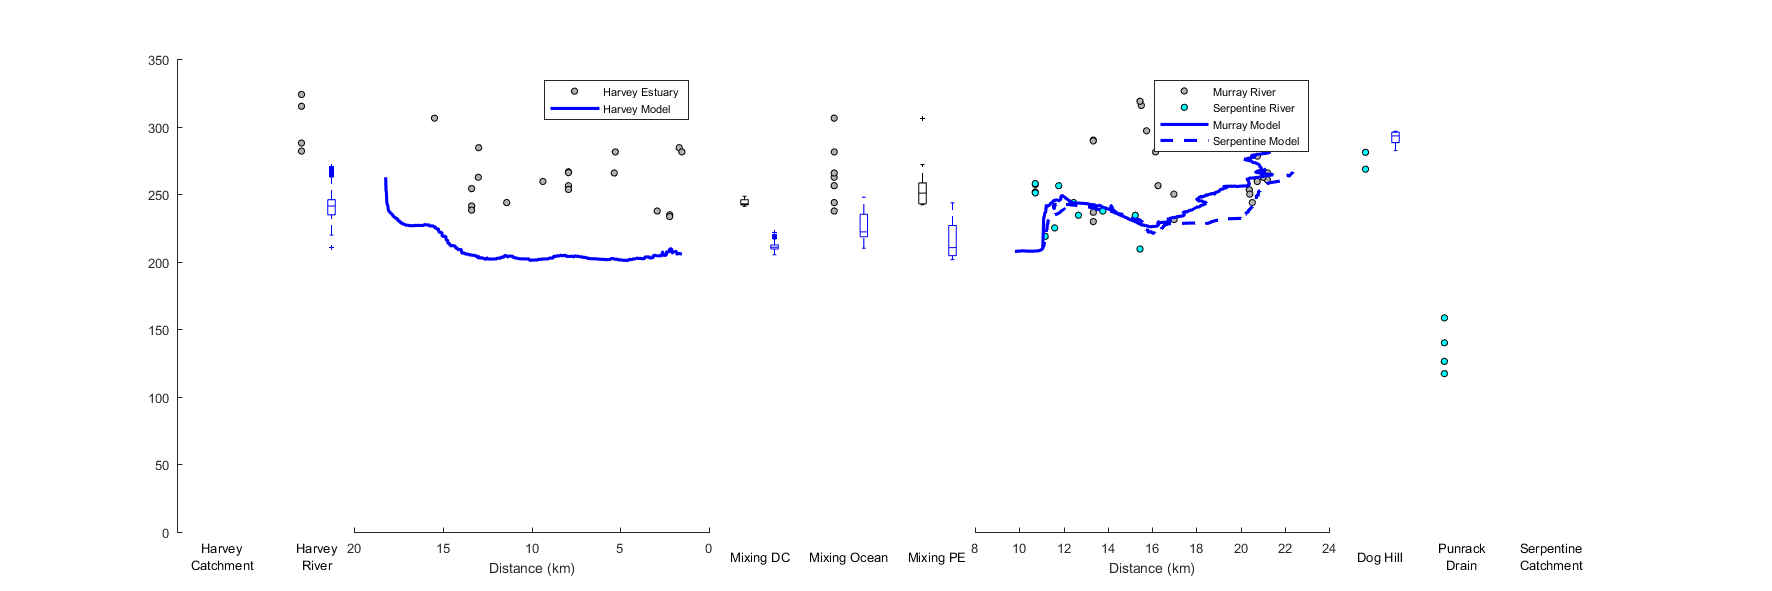 350
300
250
200
150
100
50
0
Harvey Estuary
Harvey Model
Murray River
Serpentine River
Murray Model
Serpentine Model
Harvey
Catchment
Harvey
River
20 15 10 5 0
Distance (km)
Mixing DC
Mixing Ocean
Mixing PE
8 10 12 14 16 18 20 22 24
Distance (km)
Dog Hill
Punrack
Drain
Serpentine
Catchment